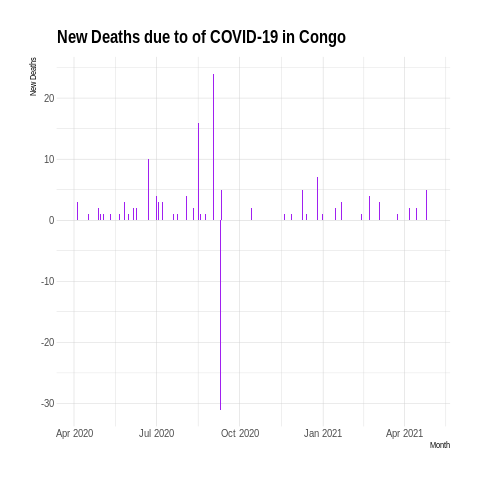 New Deaths due to of COVID-19 in Congo
New Deaths
20
10
0
-10
-20
-30
Apr 2020 Jul 2020 Oct 2020 Jan 2021 Apr 2021
Month